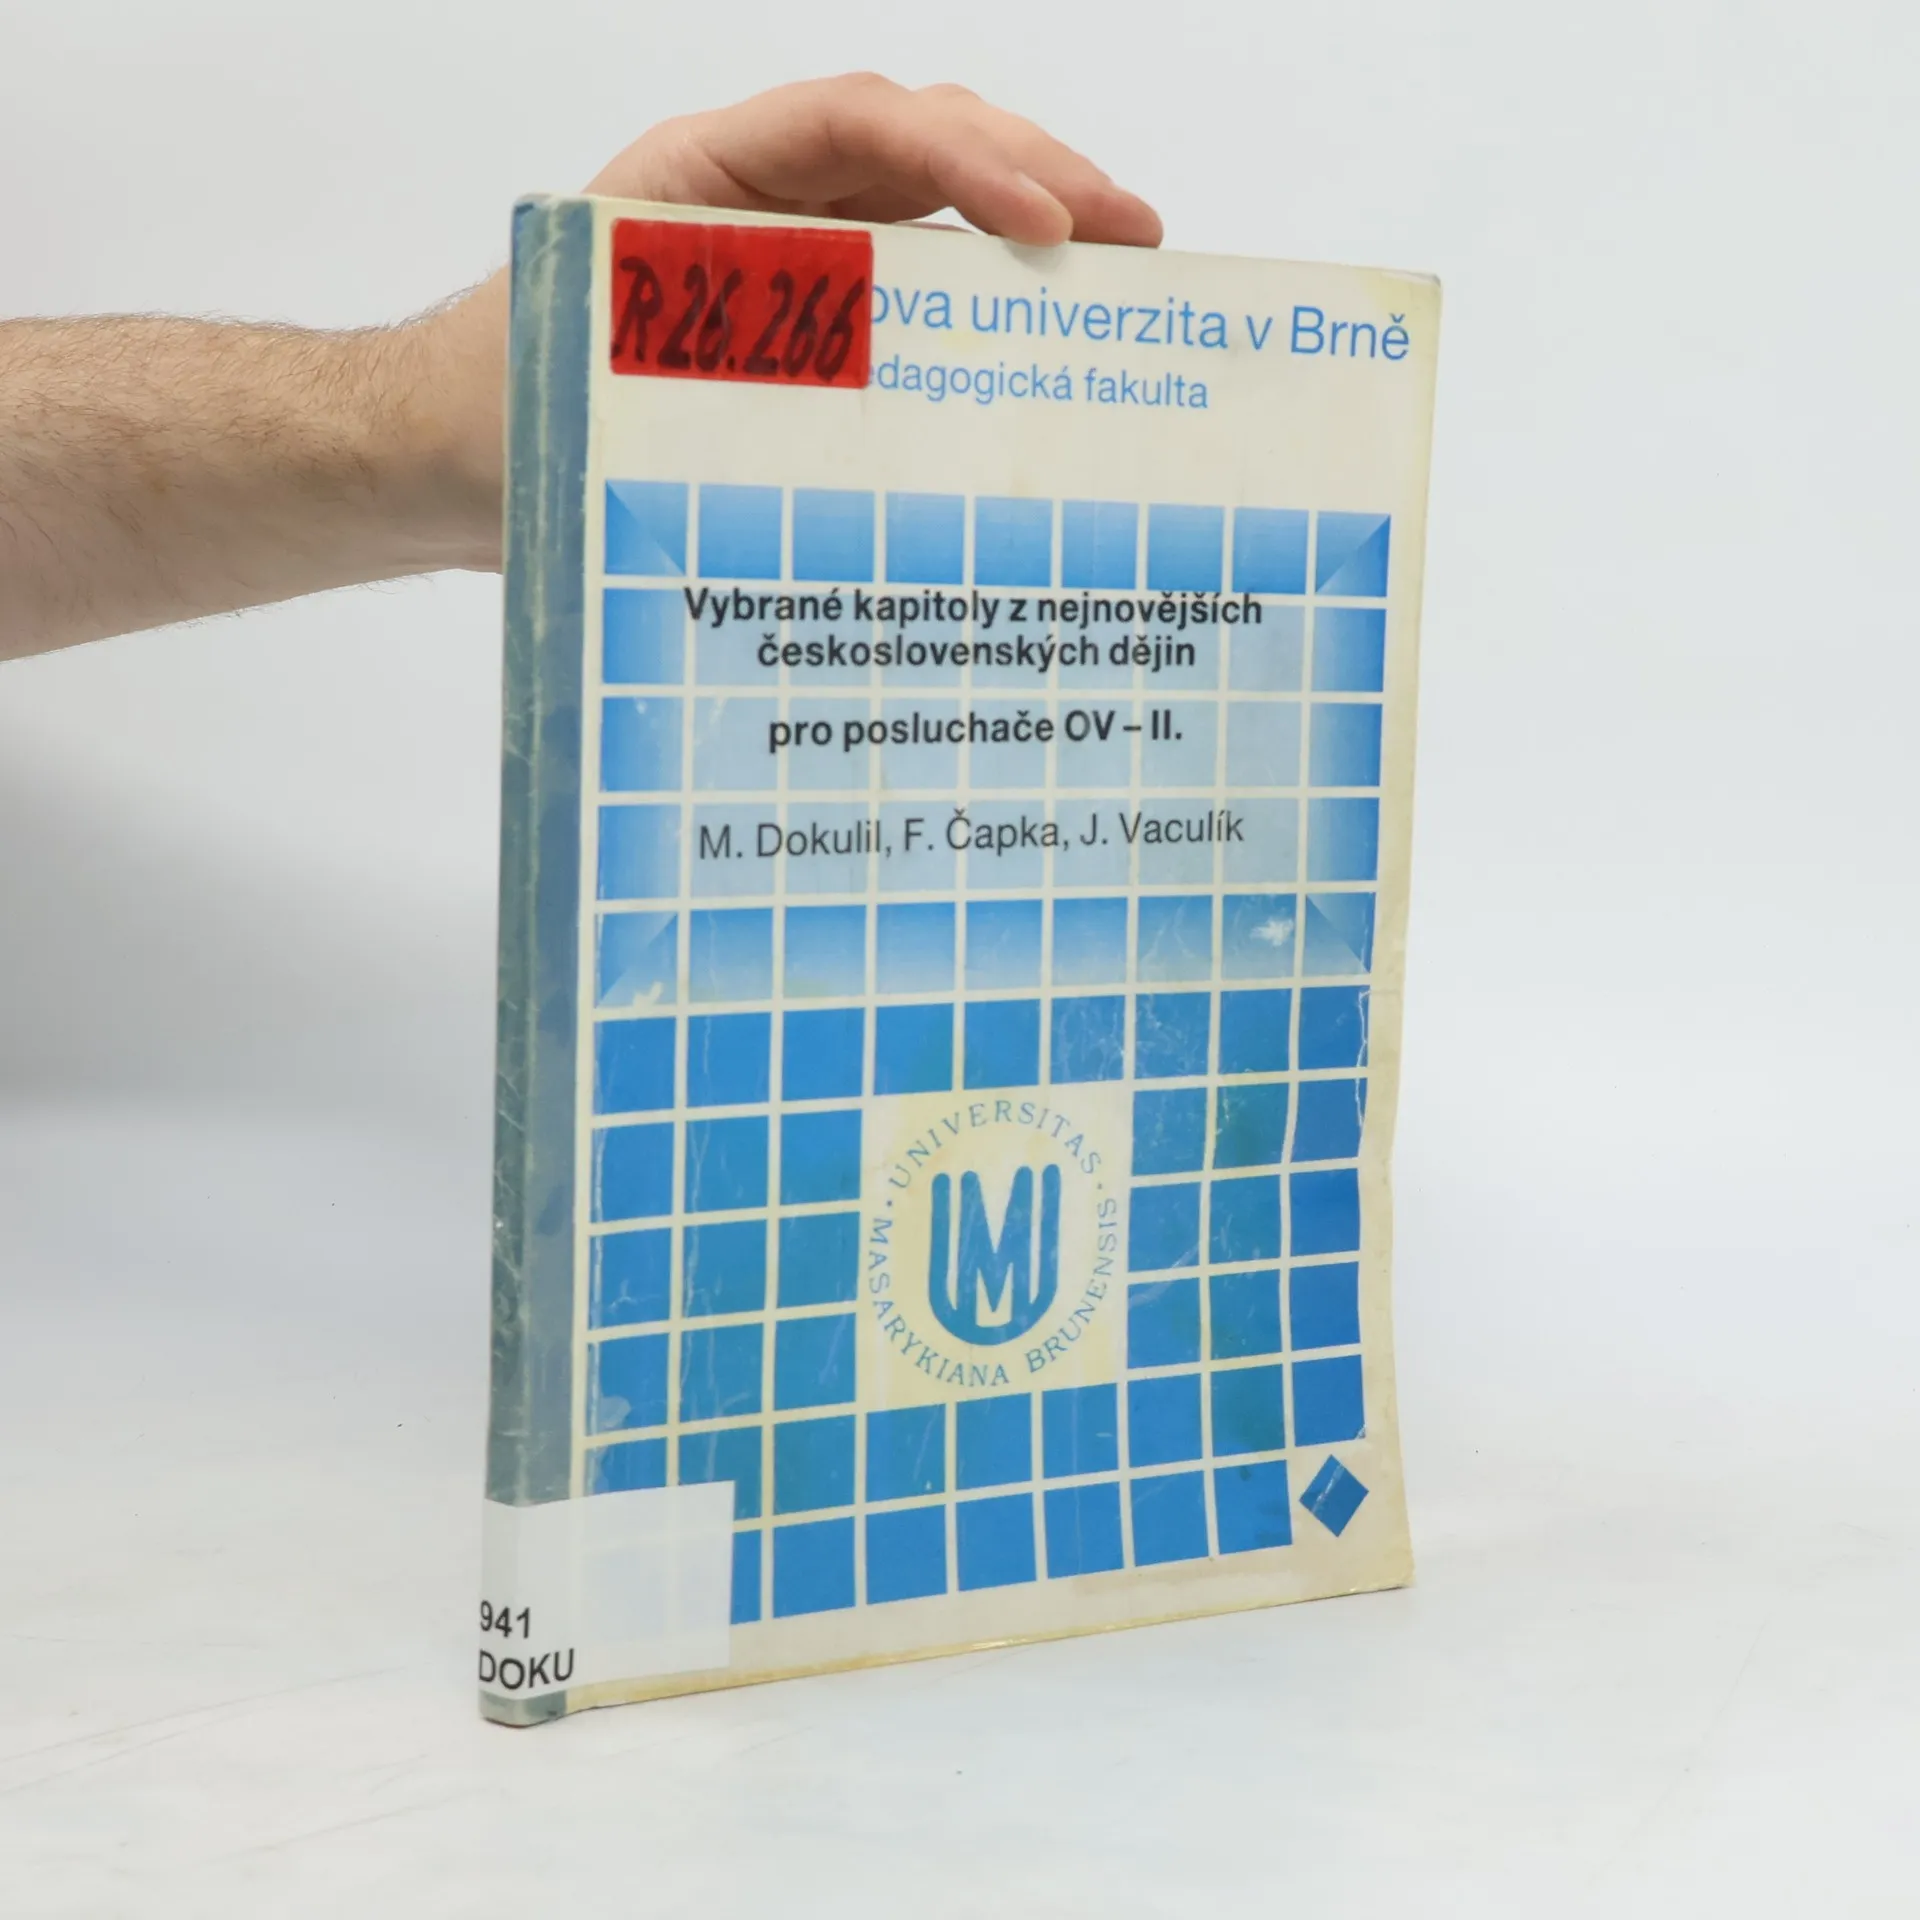 R 26.266
ova univerzita v Brně
edagogická fakulta
Vybrané kapitoly z nejnovějších
československých dějin
pro posluchače OV – II.
M. Dokulil, F. Čapka, J. Vaculík
UNIVERSITAS · MASARYKIANA BRUNENSIS ·
941
DOKU